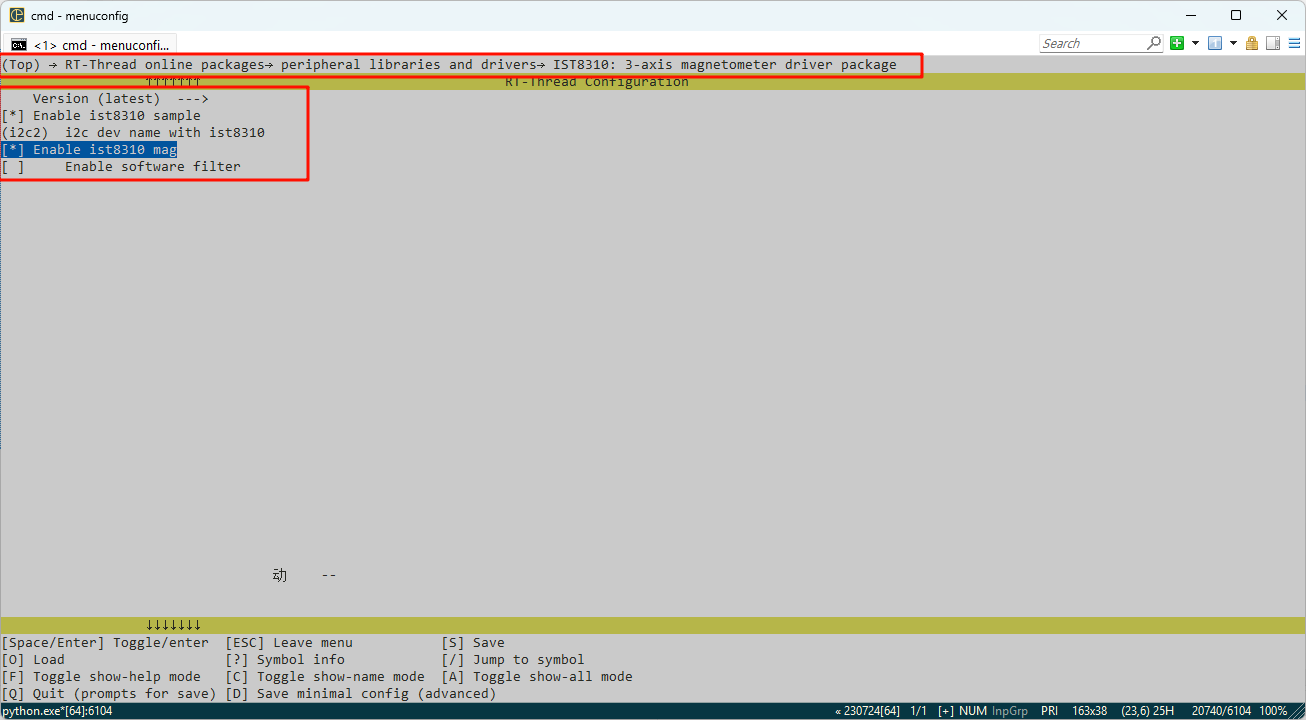 cmd - menuconfig
<1> cmd - menuconfi...
Search
(Top) → RT-Thread online packages→ peripheral libraries and drivers→ IST8310: 3-axis magnetometer driver package
↑↑↑↑↑↑↑ RT-Thread Configuration
Version (latest) --->
[*] Enable ist8310 sample
(i2c2) i2c dev name with ist8310
[*] Enable ist8310 mag
[ ] Enable software filter
动 --
↓↓↓↓↓↓↓
[Space/Enter] Toggle/enter [ESC] Leave menu [S] Save
[O] Load [?] Symbol info [/] Jump to symbol
[F] Toggle show-help mode [C] Toggle show-name mode [A] Toggle show-all mode
[Q] Quit (prompts for save) [D] Save minimal config (advanced)
python.exe*[64]:6104 « 230724[64] 1/1 [+] NUM InpGrp PRI 163x38 (23,6) 25H 20740/6104 100%